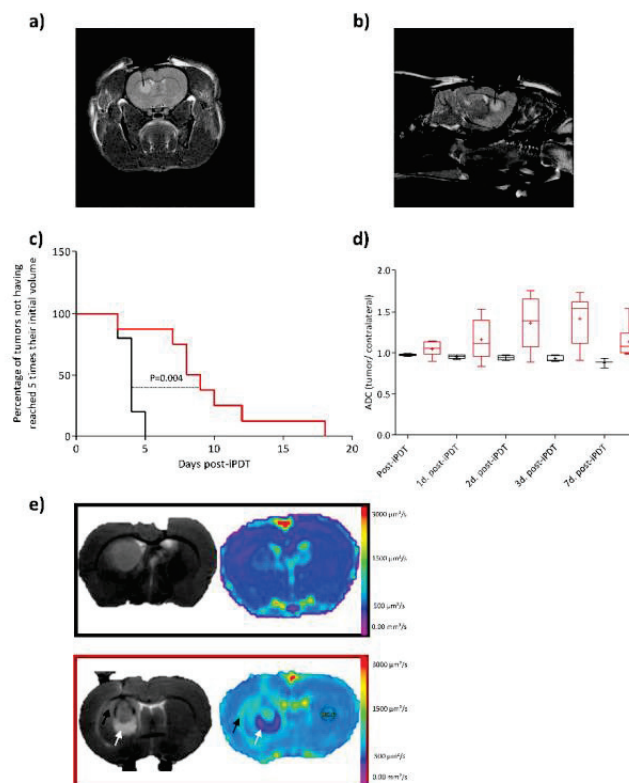 a)
b)
c)
Percentage of tumors not having
reached 5 times their initial volume
150
100
50
0
P=0.004
0
5
10
15
20
Days post-iPDT
d)
ADC (tumor/ contralateral)
2.0
1.5
1.0
0.5
0.0
Post-iPDT
1d. post-iPDT
2d. post-iPDT
3d. post-iPDT
7d. post-iPDT
e)
3000 µm²/s
1500 µm²/s
500 µm²/s
0.00 mm²/s
3000 µm²/s
1500 µm²/s
500 µm²/s
0.00 mm²/s